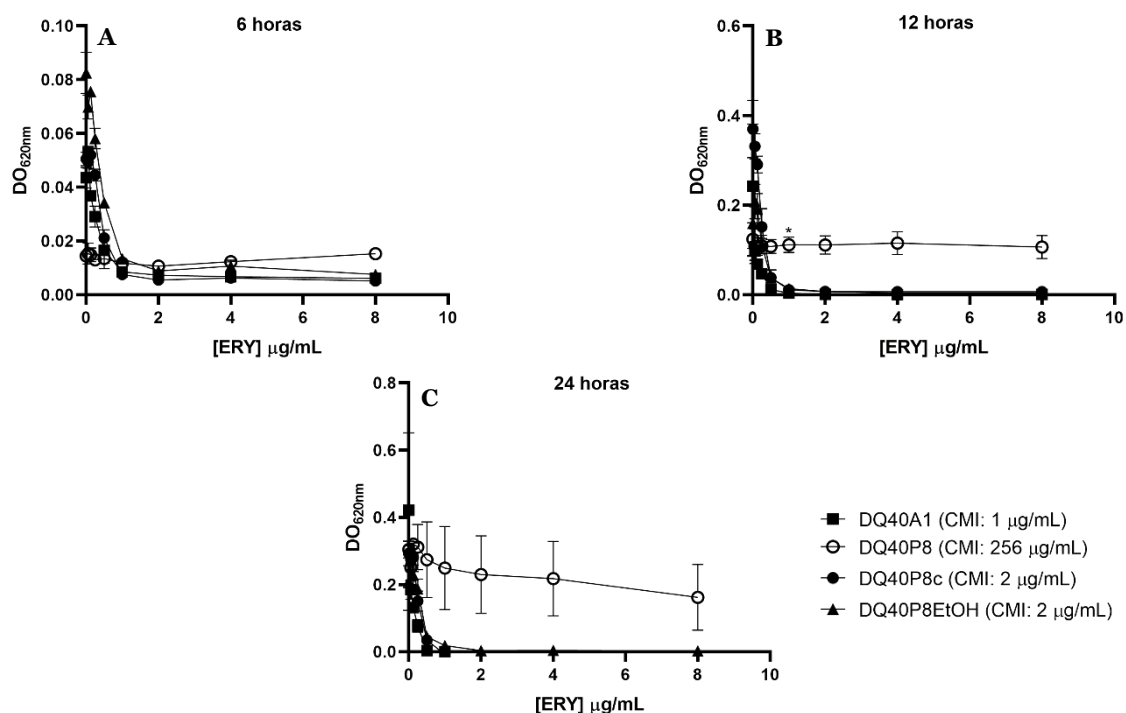 A
6 horas
0.10
0.08
0.06
0.04
0.02
0.00
DO620nm
0 2 4 6 8 10
[ERY] μg/mL
B
12 horas
0.6
0.4
0.2
0.0
DO620nm
*
0 2 4 6 8 10
[ERY] μg/mL
C
24 horas
0.8
0.6
0.4
0.2
0.0
DO620nm
0 2 4 6 8 10
[ERY] μg/mL
DQ40A1 (CMI: 1 μg/mL)
DQ40P8 (CMI: 256 μg/mL)
DQ40P8c (CMI: 2 μg/mL)
DQ40P8EtOH (CMI: 2 μg/mL)